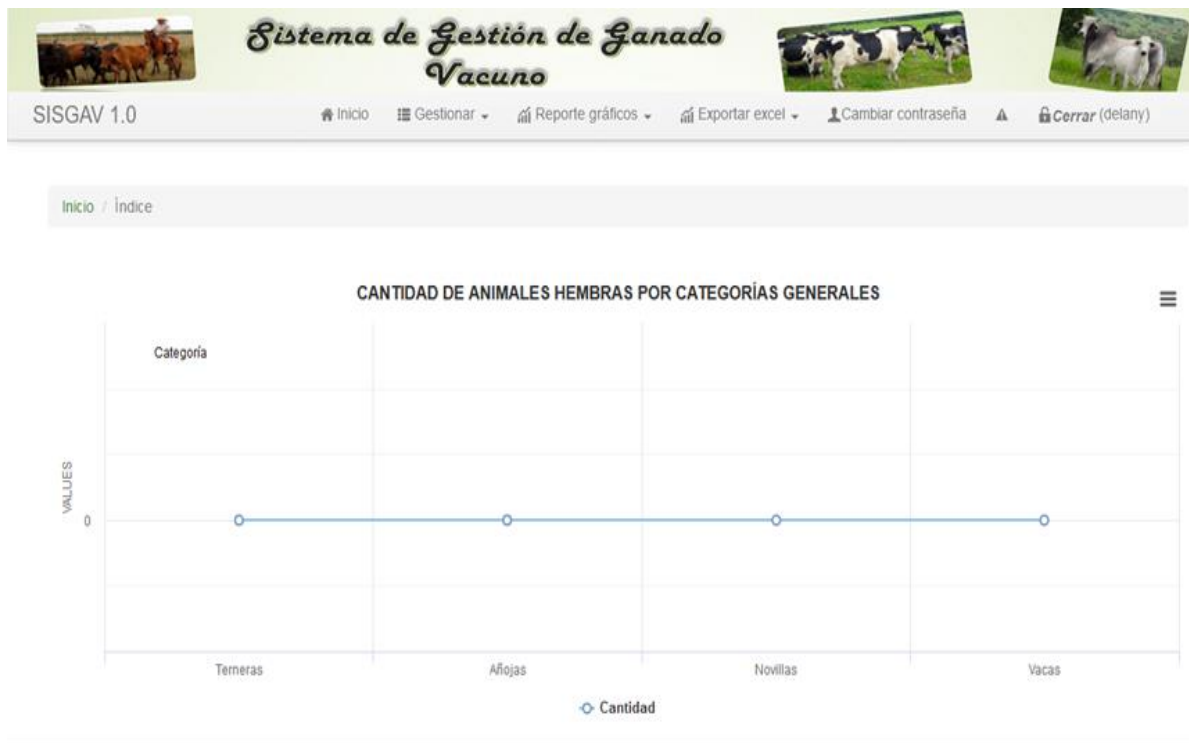 Sistema de Gestión de Ganado
Vacuno
SISGAV 1.0
Inicio
Gestionar
Reporte gráficos
Exportar excel
Cambiar contraseña
Cerrar (delany)
Inicio / Índice
CANTIDAD DE ANIMALES HEMBRAS POR CATEGORÍAS GENERALES
Categoría
VALUES
0
Terneras
Añojas
Novillas
Vacas
Cantidad